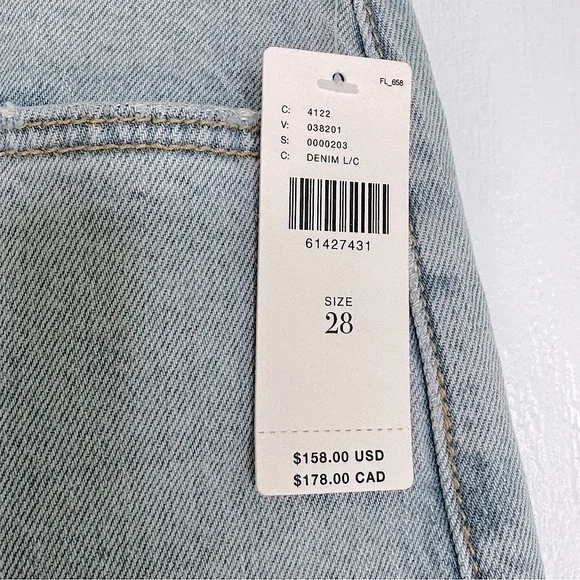 FL_658
C: 4122
V: 038201
S: 0000203
C: DENIM L/C
61427431
SIZE
28
$158.00 USD
$178.00 CAD